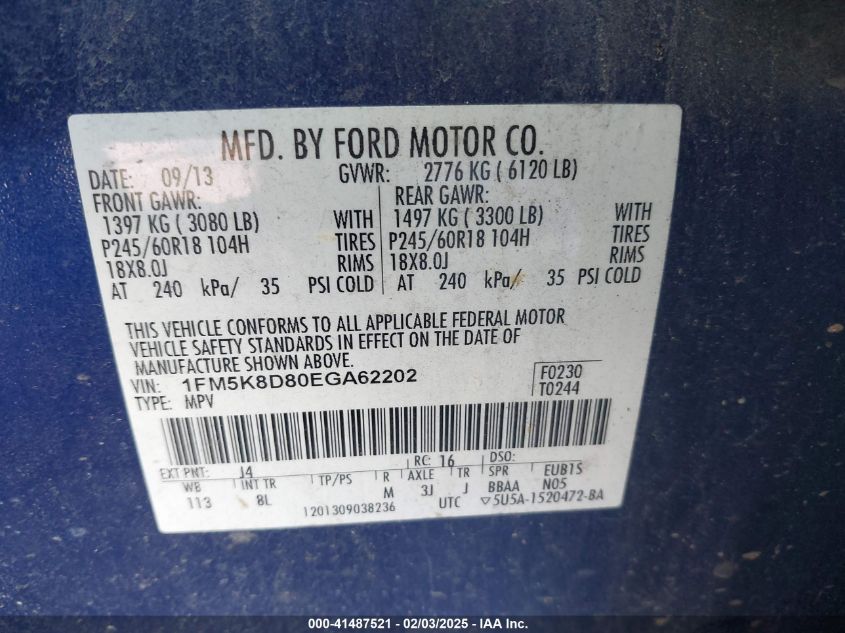 MFD. BY FORD MOTOR CO.
DATE: 09/13 GVWR: 2776 KG ( 6120 LB)
FRONT GAWR: REAR GAWR:
1397 KG ( 3080 LB) WITH 1497 KG ( 3300 LB) WITH
P245/60R18 104H TIRES P245/60R18 104H TIRES
18X8.0J RIMS 18X8.0J RIMS
AT 240 kPa/ 35 PSI COLD AT 240 kPa/ 35 PSI COLD
THIS VEHICLE CONFORMS TO ALL APPLICABLE FEDERAL MOTOR
VEHICLE SAFETY STANDARDS IN EFFECT ON THE DATE OF
MANUFACTURE SHOWN ABOVE.
VIN: 1FM5K8D80EGA62202 F0230
TYPE: MPV T0244
EXT PNT: J4 RC: 16 DSO:
WB INT TR TP/PS R AXLE TR SPR EUB1S
113 8L M 3J J BBAA N05
1201309038236 UTC ▽5U5A-1520472-BA
000-41487521 - 02/03/2025 - IAA Inc.